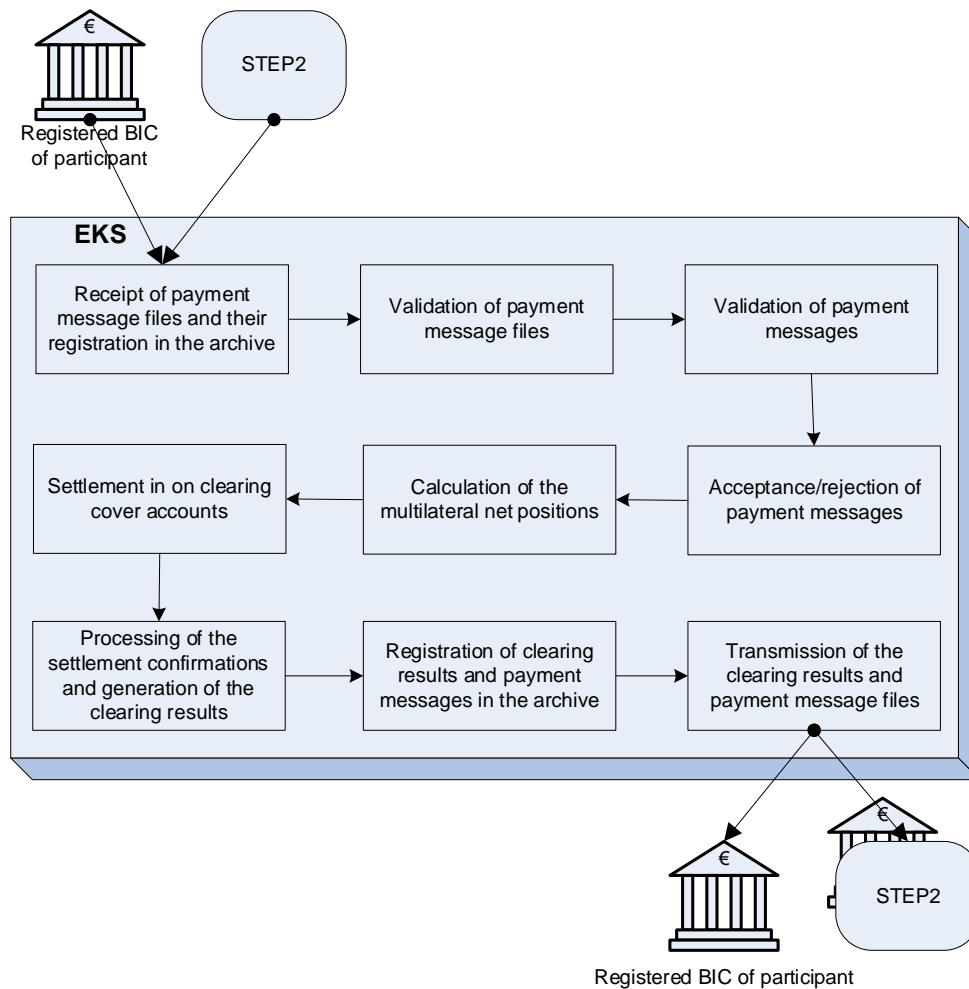 €
STEP2
Registered BIC
of participant
EKS
Receipt of payment
message files and their
registration in the archive
Validation of payment
message files
Validation of payment
messages
Settlement in on clearing
cover accounts
Calculation of the
multilateral net positions
Acceptance/rejection of
payment messages
Processing of the
settlement confirmations
and generation of the
clearing results
Registration of clearing
results and payment
messages in the archive
Transmission of the
clearing results and
payment message files
€
€
STEP2
Registered BIC of participant